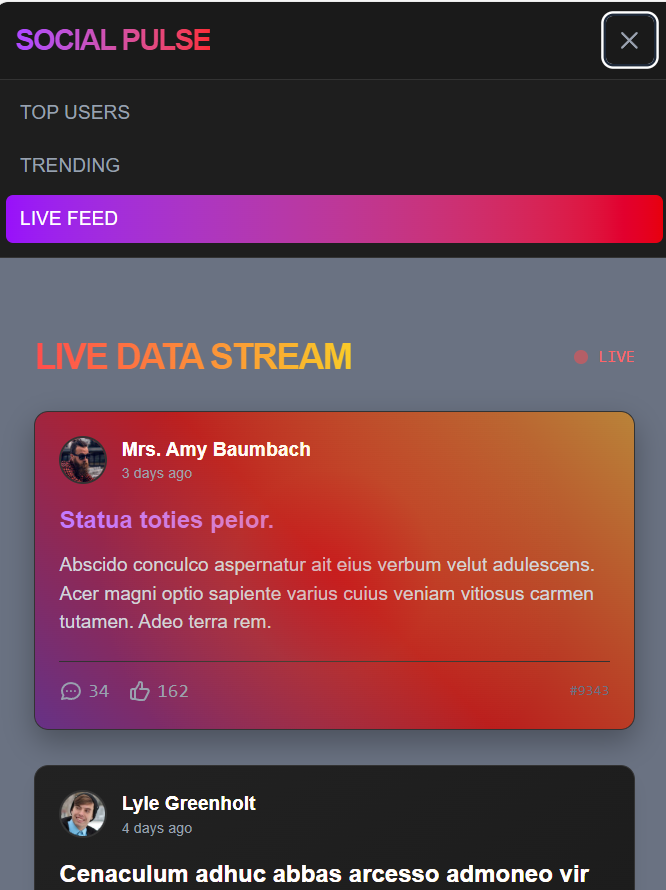 SOCIAL PULSE
TOP USERS
TRENDING
LIVE FEED
LIVE DATA STREAM
LIVE
Mrs. Amy Baumbach
3 days ago
Statua toties peior.
Abscido conculco aspernatur ait eius verbum velut adulescens.
Acer magni optio sapiente varius cuius veniam vitiosus carmen
tutamen. Adeo terra rem.
34 162 #9343
Lyle Greenholt
4 days ago
Cenaculum adhuc abbas arcesso admoneo vir